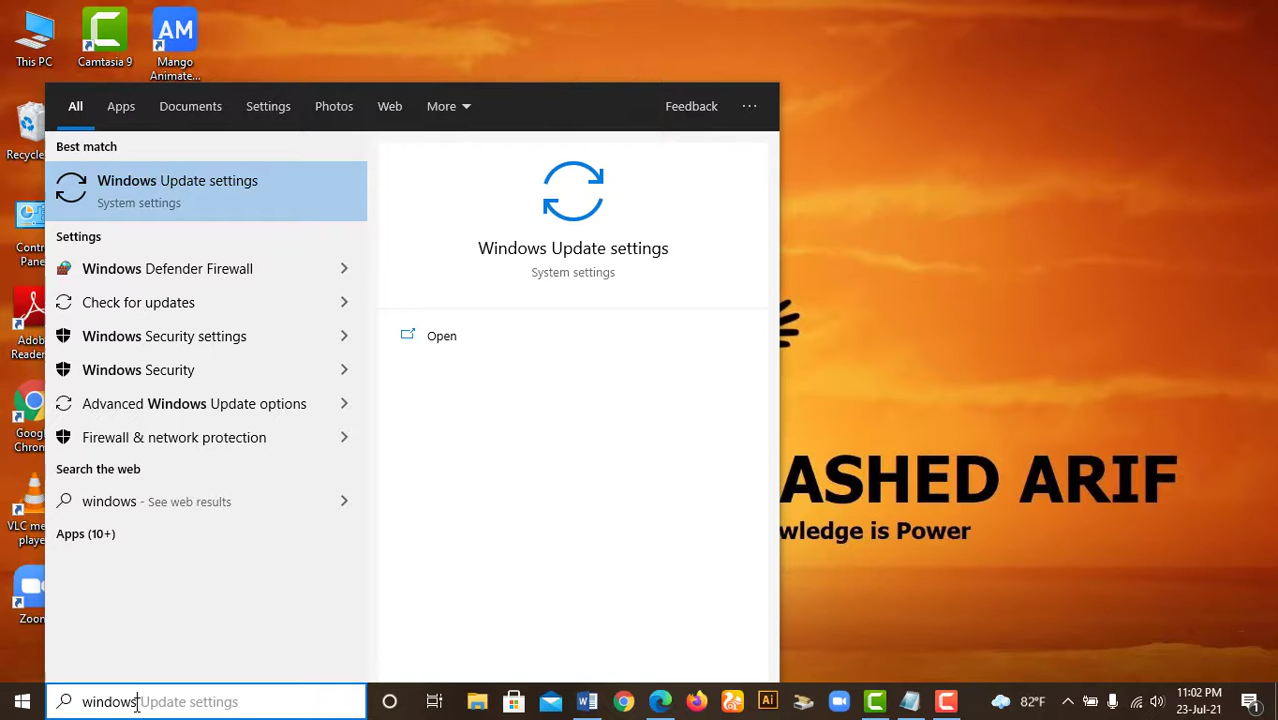 This PC
Camtasia 9
Mango
Animate...
Recycle
Contr
Pane
Adob
Reader
Goog
Chron
VLC me
playe
Zoon
All
Apps
Documents
Settings
Photos
Web
More
Feedback
...
Best match
Windows Update settings
System settings
Settings
Windows Defender Firewall
Check for updates
Windows Security settings
Windows Security
Advanced Windows Update options
Firewall & network protection
Search the web
windows - See web results
Apps (10+)
Windows Update settings
System settings
Open
ASHED ARIF
wledge is Power
windows Update settings
82°F
11:02 PM
23-Jul-21
1